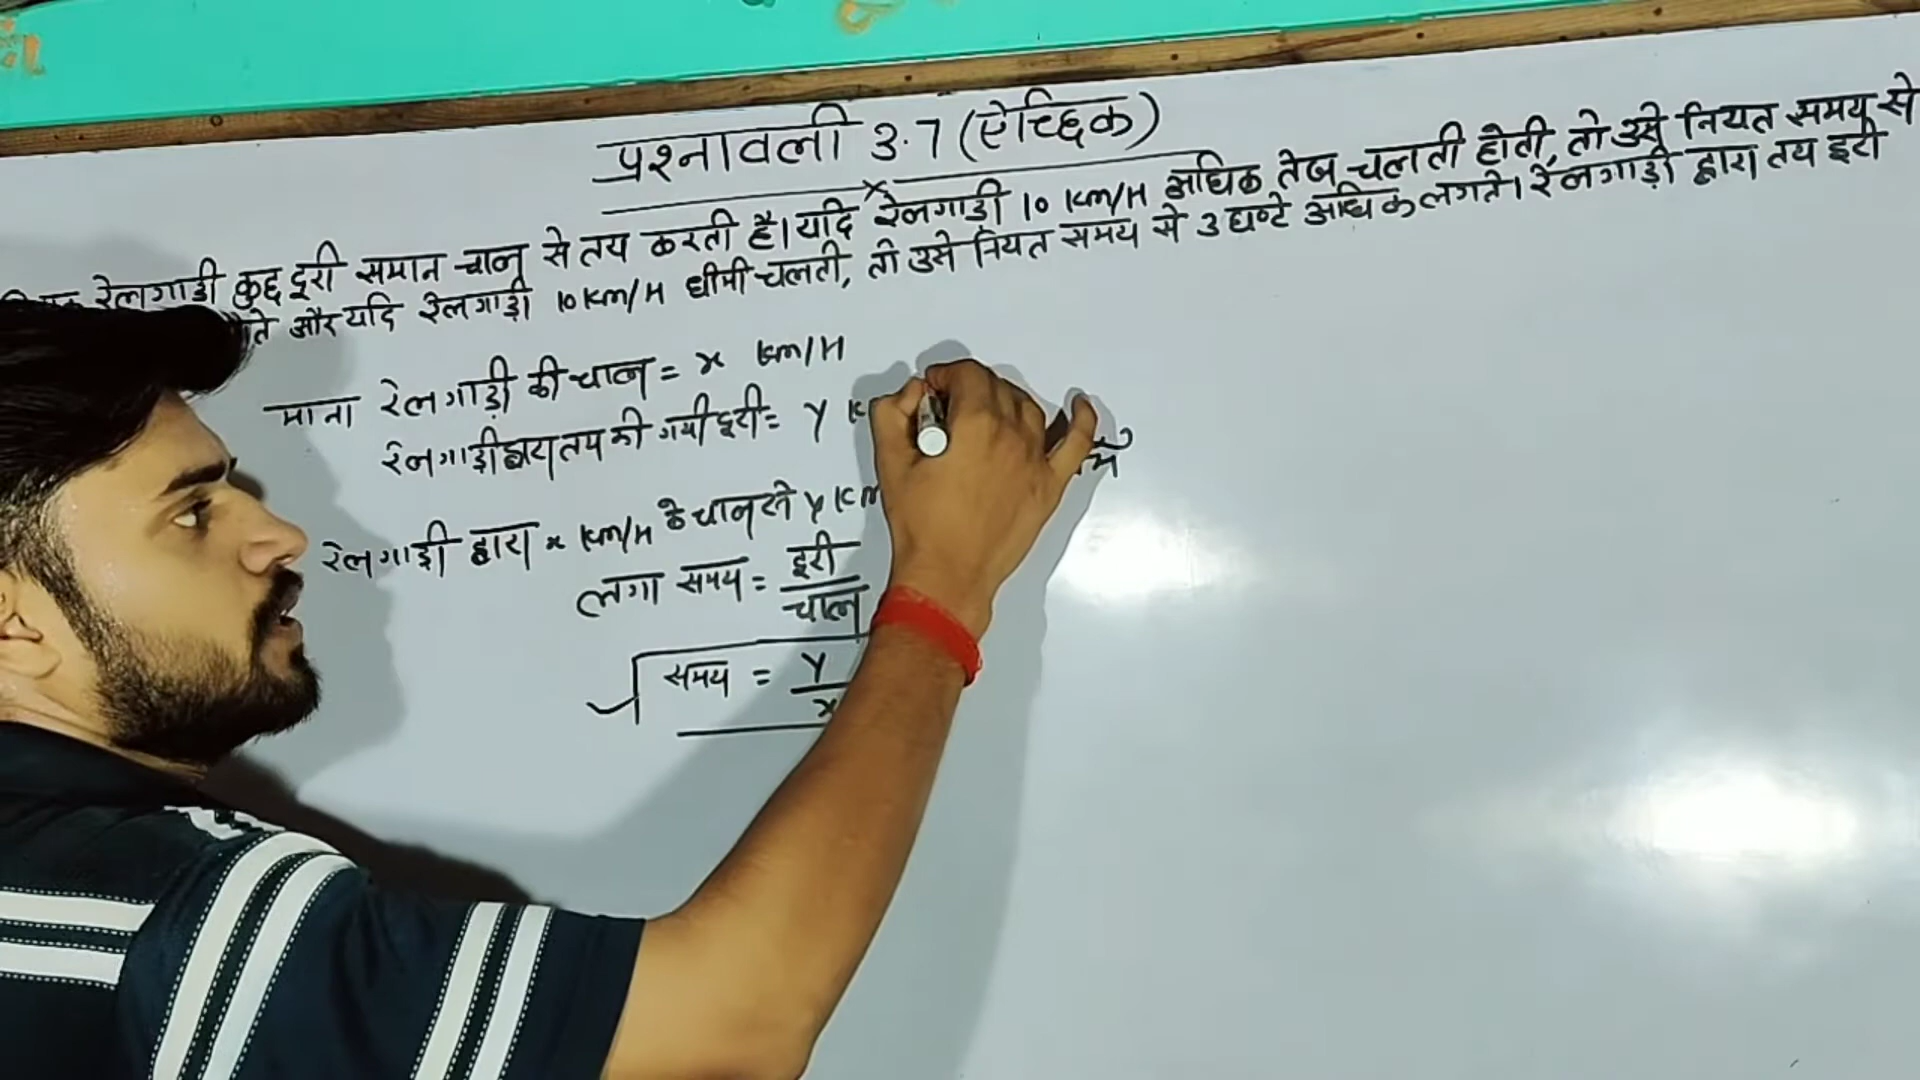 प्रश्नावली 3.7 (ऐच्छिक)
रेलगाडी कुछ दूरी समान चाल से तय करती है। यदि रेलगाड़ी 10 km/H अधिक तेज चलती होती, तो उसे नियत समय से
और यदि रेलगाड़ी 10 km/H धीमी चलती, तो उसे नियत समय से 3 घण्टे अधिक लगते। रेलगाड़ी द्वारा तय दूरी
माना रेलगाड़ी की चाल = x km/H
रेलगाड़ी द्वारा तय की गयी दूरी = y
रेलगाड़ी द्वारा x km/H के चाल से y km
लगा समय = दूरी
चाल
समय = y
x